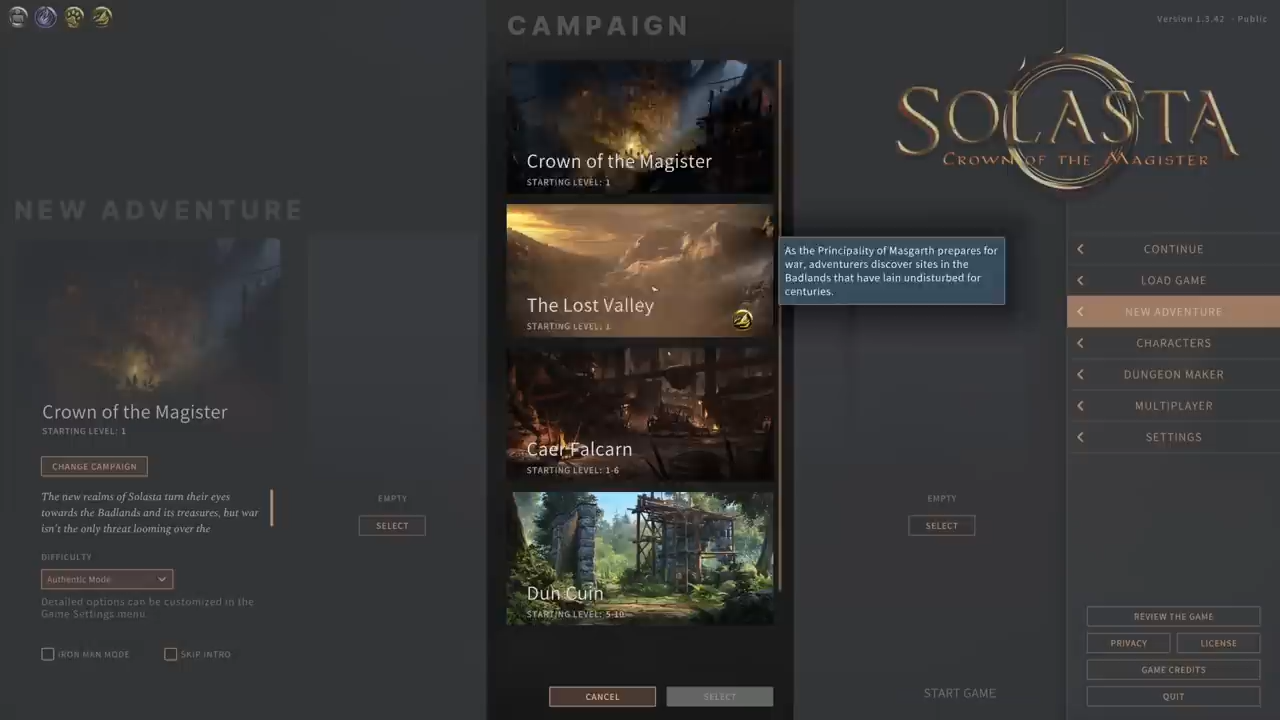 CAMPAIGN
Version 1.3.42 - Public
SOLASTA
CROWN OF THE MAGISTER
NEW ADVENTURE
Crown of the Magister
STARTING LEVEL: 1
CHANGE CAMPAIGN
The new realms of Solasta turn their eyes
towards the Badlands and its treasures, but war
isn't the only threat looming over the
DIFFICULTY
Authentic Mode
Detailed options can be customized in the
Game Settings menu.
IRON MAN MODE
SKIP INTRO
EMPTY
SELECT
Crown of the Magister
STARTING LEVEL: 1
The Lost Valley
STARTING LEVEL: 1
Caer Falcarn
STARTING LEVEL: 1-6
Dun Cuin
STARTING LEVEL: 5-10
CANCEL
SELECT
As the Principality of Masgarth prepares for
war, adventurers discover sites in the
Badlands that have lain undisturbed for
centuries.
EMPTY
SELECT
START GAME
CONTINUE
LOAD GAME
NEW ADVENTURE
CHARACTERS
DUNGEON MAKER
MULTIPLAYER
SETTINGS
REVIEW THE GAME
PRIVACY
LICENSE
GAME CREDITS
QUIT